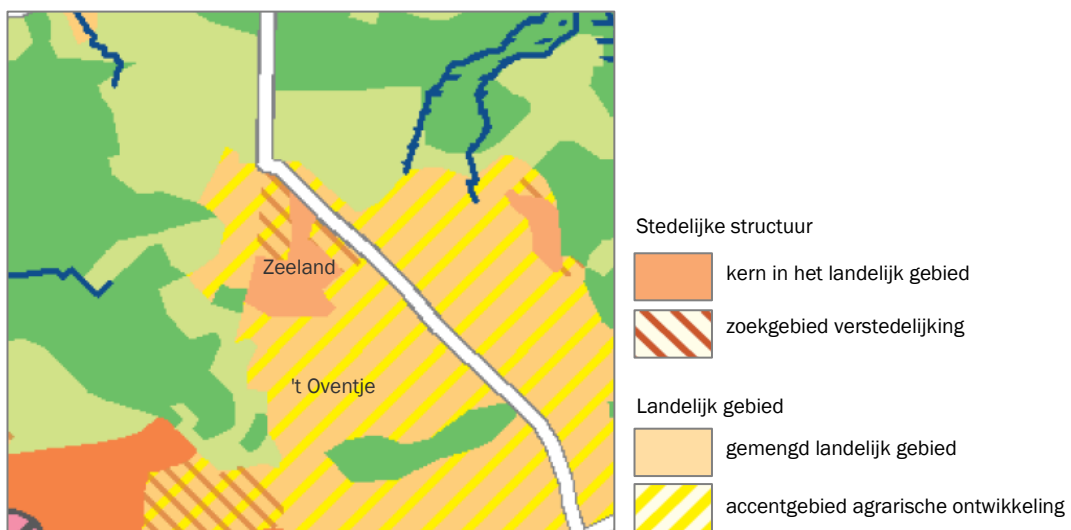 Zeeland
't Oventje
Stedelijke structuur
kern in het landelijk gebied
zoekgebied verstedelijking
Landelijk gebied
gemengd landelijk gebied
accentgebied agrarische ontwikkeling